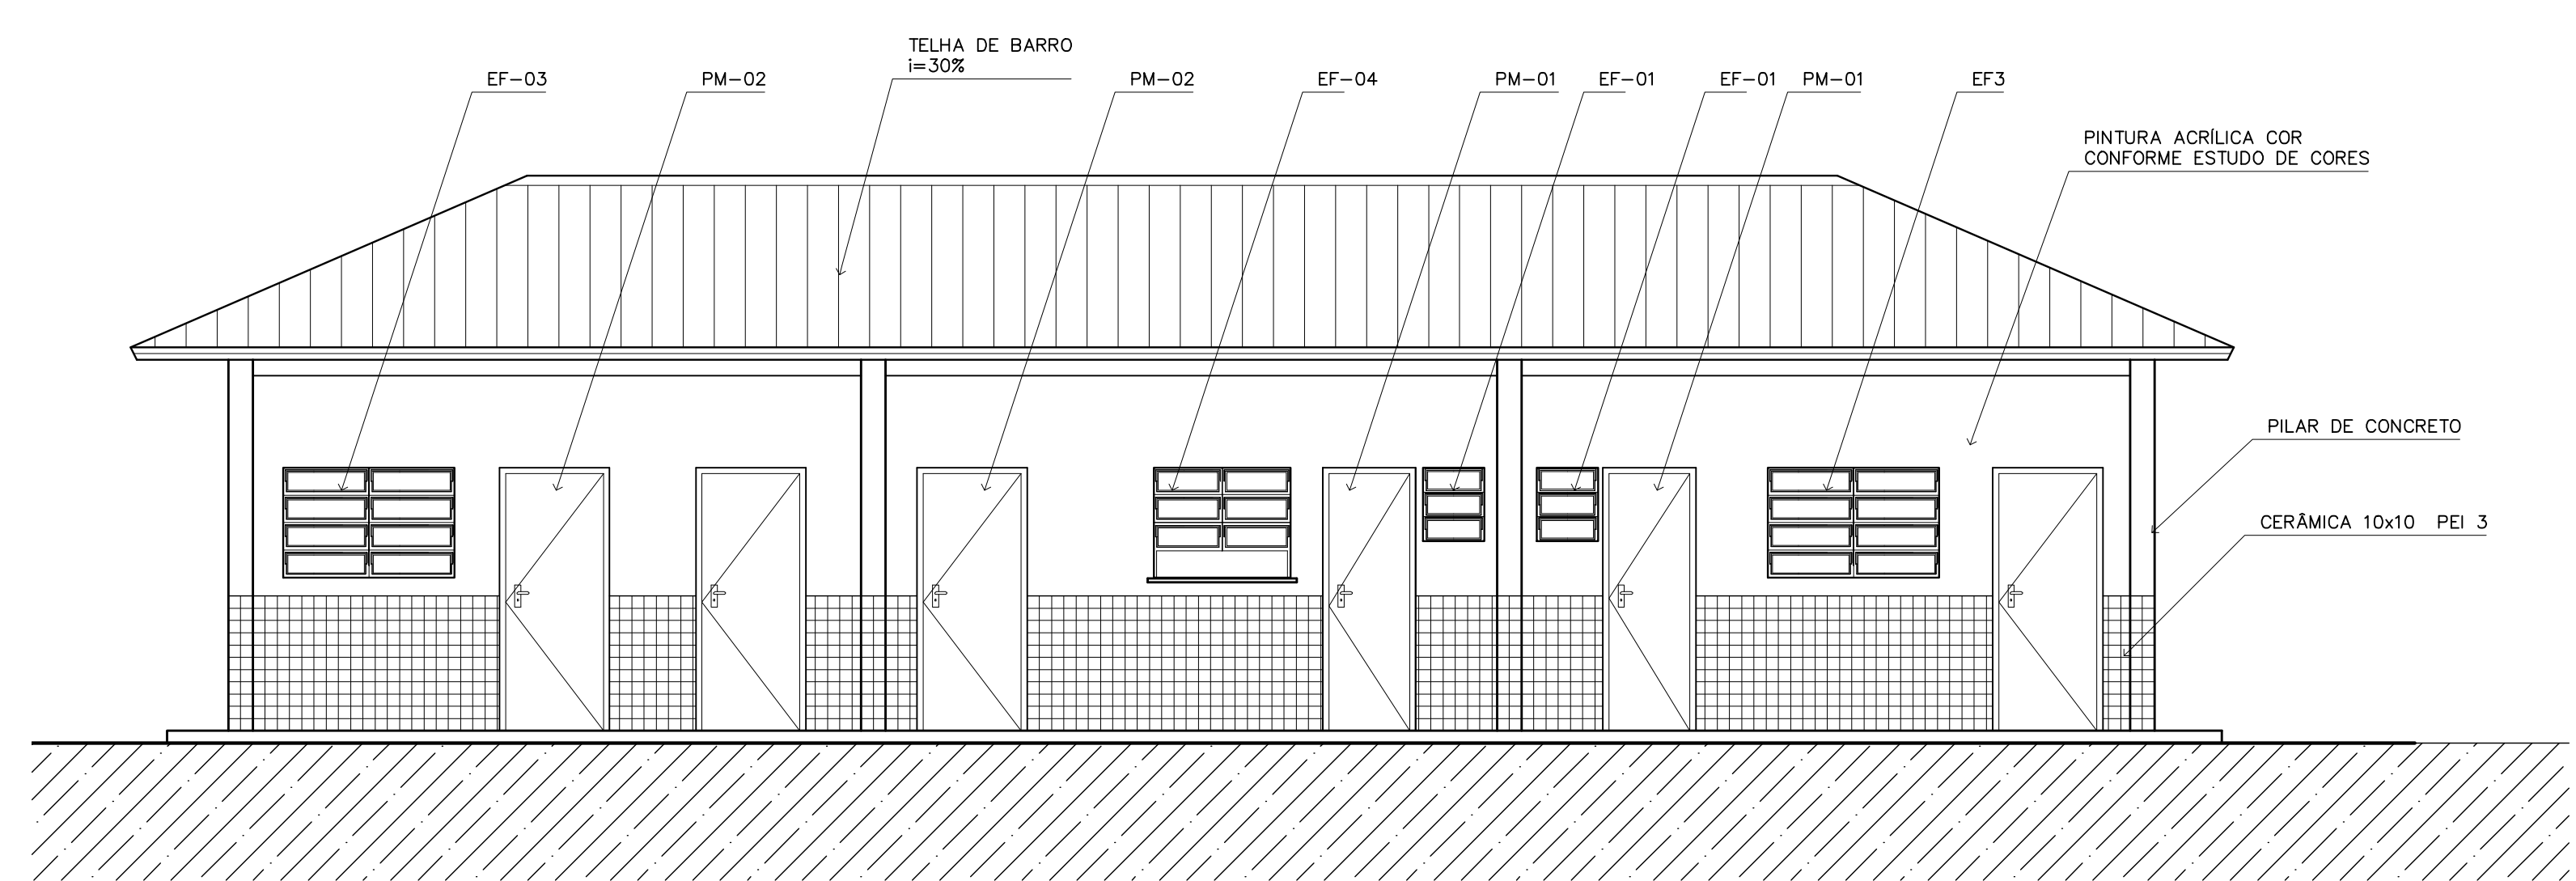 TELHA DE BARRO
i=30%
EF-03
PM-02
PM-02
EF-04
PM-01
EF-01
EF-01
PM-01
EF3
PINTURA ACRÍLICA COR
CONFORME ESTUDO DE CORES
PILAR DE CONCRETO
CERÂMICA 10x10 PEI 3